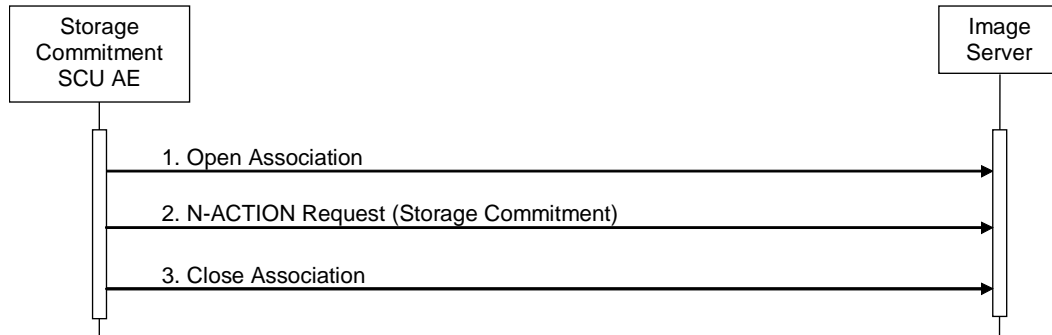 Storage
Commitment
SCU AE
Image
Server
1. Open Association
2. N-ACTION Request (Storage Commitment)
3. Close Association